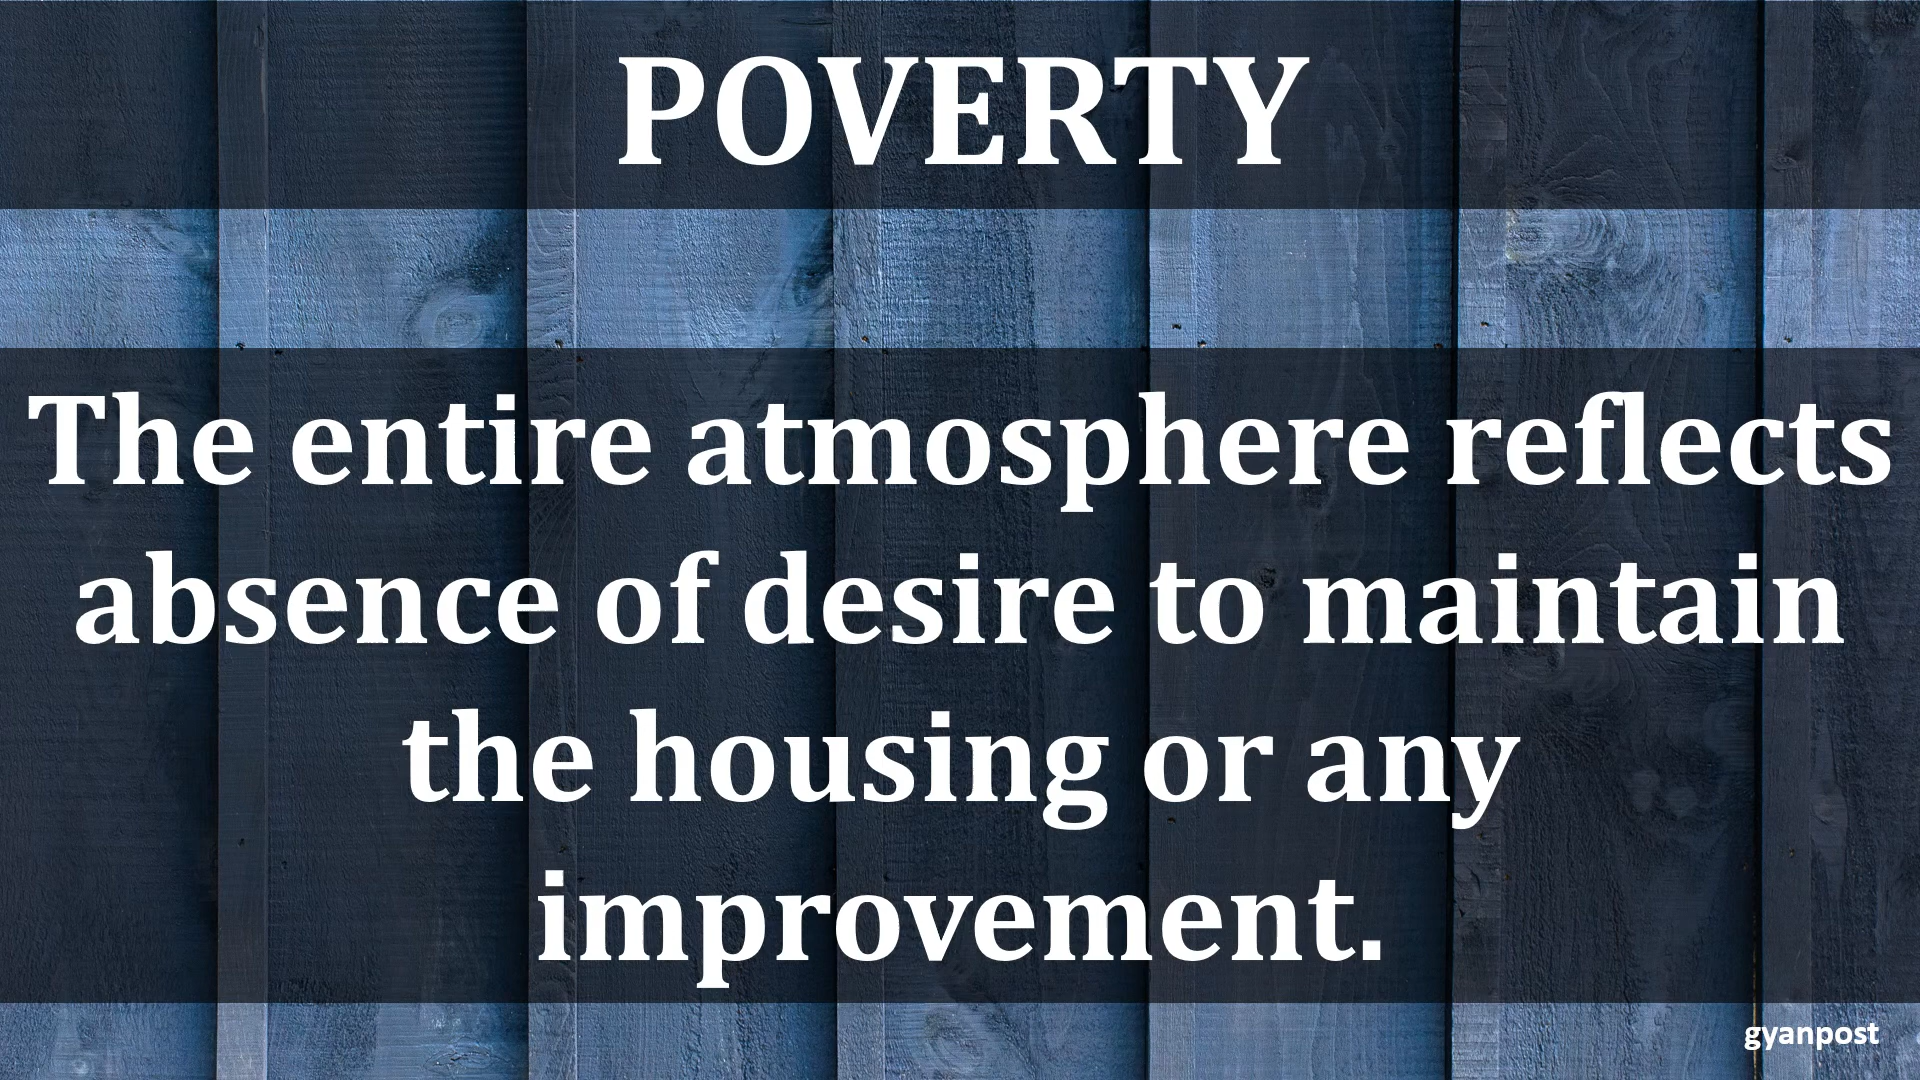 POVERTY
The entire atmosphere reflects
absence of desire to maintain
the housing or any
improvement.
gyanpost